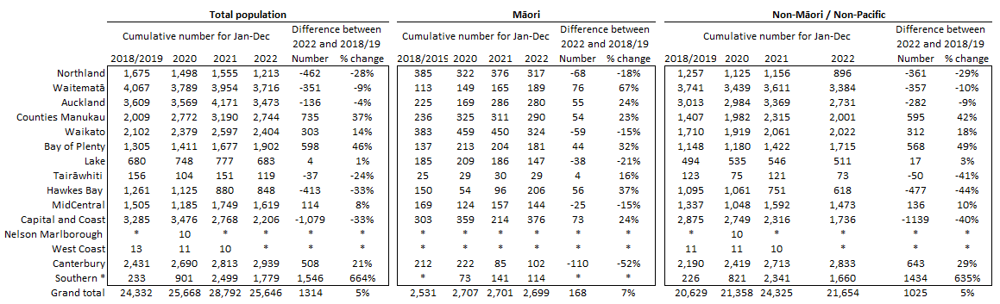 Total population Māori Non-Māori / Non-Pacific
Cumulative number for Jan-Dec Difference between 2022 and 2018/19 Cumulative number for Jan-Dec Difference between 2022 and 2018/19 Cumulative number for Jan-Dec Difference between 2022 and 2018/19
2018/2019 2020 2021 2022 Number % change 2018/2019 2020 2021 2022 Number % change 2018/2019 2020 2021 2022 Number % change
Northland 1,675 1,498 1,555 1,213 -462 -28% 385 322 376 317 -68 -18% 1,257 1,125 1,156 896 -361 -29%
Waitematā 4,067 3,789 3,954 3,716 -351 -9% 113 149 165 189 76 67% 3,741 3,439 3,611 3,384 -357 -10%
Auckland 3,609 3,569 4,171 3,473 -136 -4% 225 169 286 280 55 24% 3,013 2,984 3,369 2,731 -282 -9%
Counties Manukau 2,009 2,772 3,190 2,744 735 37% 236 325 311 290 54 23% 1,407 1,982 2,315 2,001 595 42%
Waikato 2,102 2,379 2,597 2,404 303 14% 383 459 450 324 -59 -15% 1,710 1,919 2,061 2,022 312 18%
Bay of Plenty 1,305 1,411 1,677 1,902 598 46% 137 213 204 181 44 32% 1,148 1,180 1,422 1,715 568 49%
Lake 680 748 777 683 4 1% 185 209 186 147 -38 -21% 494 535 546 511 17 3%
Tairāwhiti 156 104 151 119 -37 -24% 25 29 30 29 4 16% 123 75 121 73 -50 -41%
Hawkes Bay 1,261 1,125 880 848 -413 -33% 150 54 96 206 56 37% 1,095 1,061 751 618 -477 -44%
MidCentral 1,505 1,185 1,749 1,619 114 8% 169 124 157 144 -25 -15% 1,337 1,048 1,592 1,473 136 10%
Capital and Coast 3,285 3,476 2,768 2,206 -1,079 -33% 303 359 214 376 73 24% 2,875 2,749 2,316 1,736 -1139 -40%
Nelson Marlborough * 10 * * * * * * * * * * * 10 * * * *
West Coast 13 11 10 * * * * * * * * * 11 11 10 * * *
Canterbury 2,431 2,690 2,813 2,939 508 21% 212 222 85 102 -110 -52% 2,190 2,419 2,713 2,833 643 29%
Southern * 233 901 2,499 1,779 1,546 664% * 73 141 114 * * 226 821 2,341 1,660 1434 635%
Grand total 24,332 25,668 28,792 25,646 1314 5% 2,531 2,707 2,701 2,699 168 7% 20,629 21,358 24,325 21,654 1025 5%